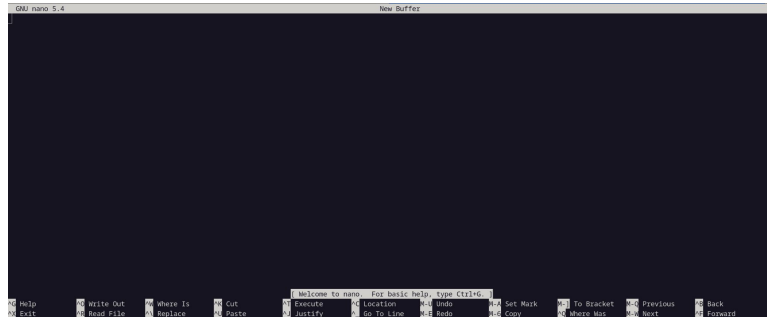 GNU nano 5.4 New Buffer
[ Welcome to nano. For basic help, type Ctrl+G. ]
^G Help ^O Write Out ^W Where Is ^K Cut ^T Execute ^C Location M-U Undo M-A Set Mark M-] To Bracket M-Q Previous ^B Back
^X Exit ^R Read File ^\ Replace ^U Paste ^J Justify ^_ Go To Line M-E Redo M-6 Copy ^Q Where Was M-W Next ^F Forward